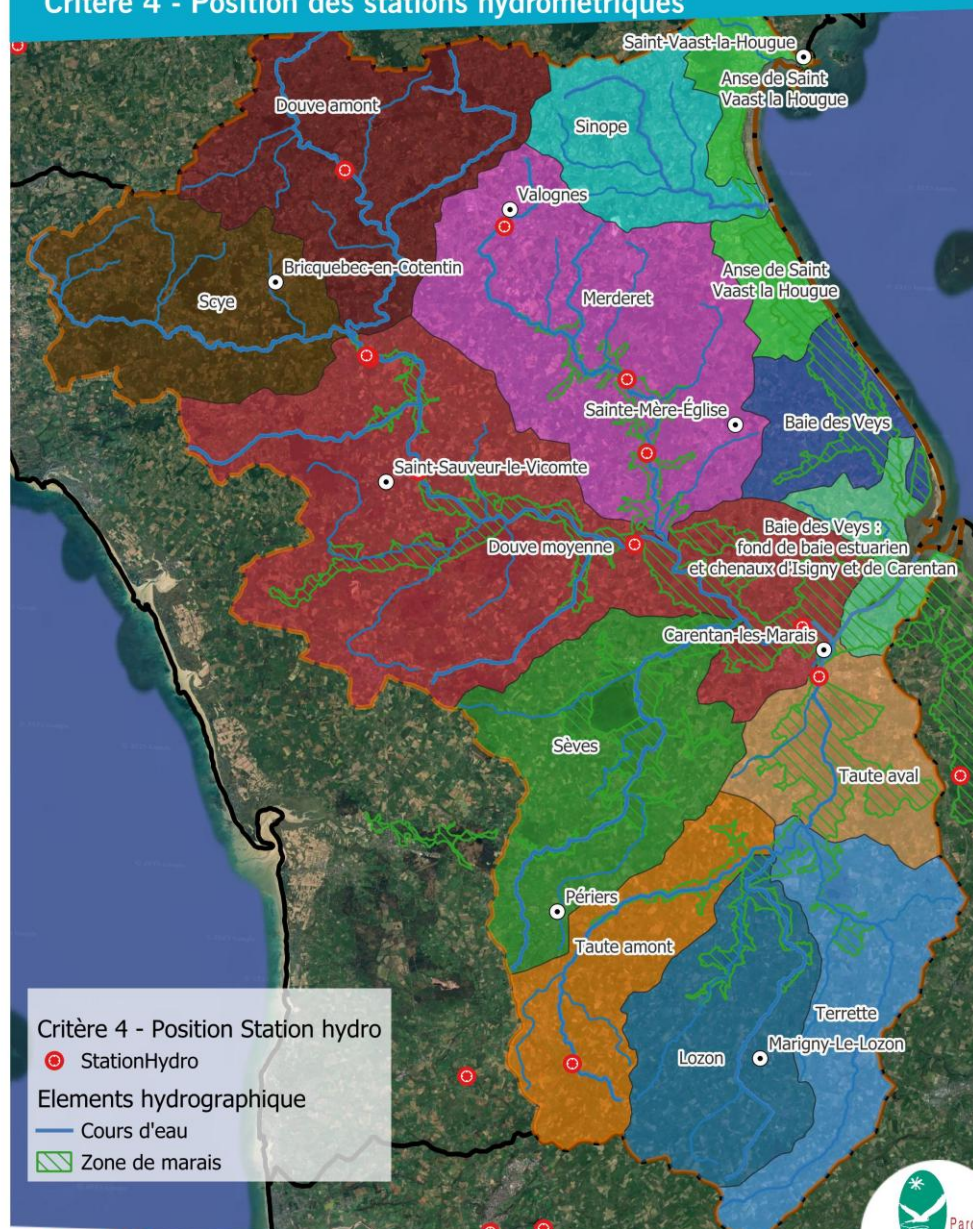 Critère 4 - Position des stations hydrométriques
Saint-Vaast-la-Hougue
Anse de Saint
Vaast la Hougue
Douve amont
Sinope
Valognes
Bricquebec-en-Cotentin
Scye
Anse de Saint
Vaast la Hougue
Merderet
Sainte-Mère-Église
Baie des Veys
Saint-Sauveur-le-Vicomte
Douve moyenne
Baie des Veys :
fond de baie estuarien
et chenaux d'Isigny et de Carentan
Carentan-les-Marais
Sèves
Taute aval
Périers
Taute amont
Terrette
Lozon
Marigny-Le-Lozon
Critère 4 - Position Station hydro
StationHydro
Elements hydrographique
Cours d'eau
Zone de marais
Parc